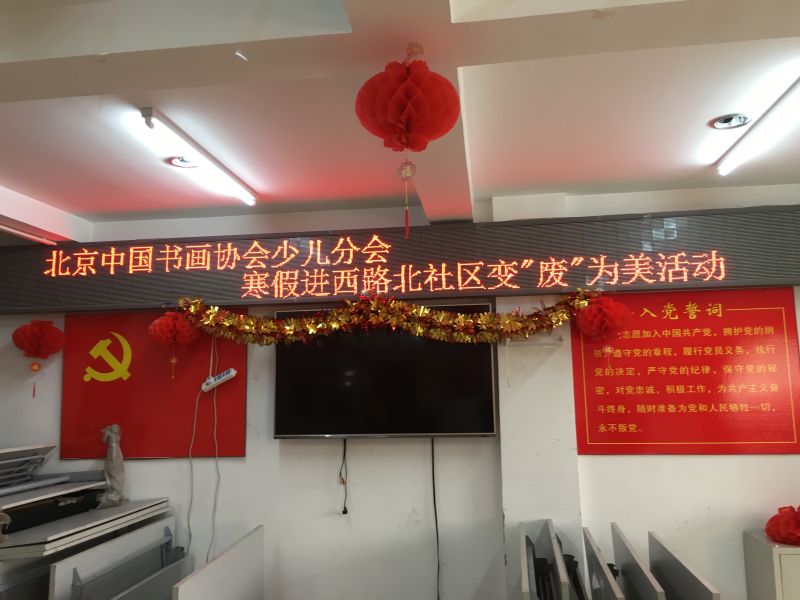 北京中国书画协会少儿分会
寒假进西路北社区变"废"为美活动
福
入党誓词
志愿加入中国共产党，拥护党的纲
领，遵守党的章程，履行党员义务，执行
党的决定，严守党的纪律，保守党的秘
密，对党忠诚，积极工作，为共产主义奋
斗终身，随时准备为党和人民牺牲一切，
永不叛党。